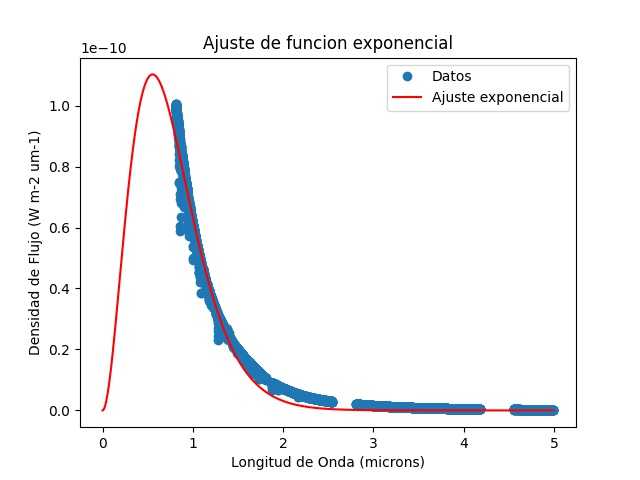 Ajuste de funcion exponencial
1e−10
Datos
Ajuste exponencial
1.0
0.8
0.6
0.4
0.2
0.0
Densidad de Flujo (W m-2 um-1)
0 1 2 3 4 5
Longitud de Onda (microns)